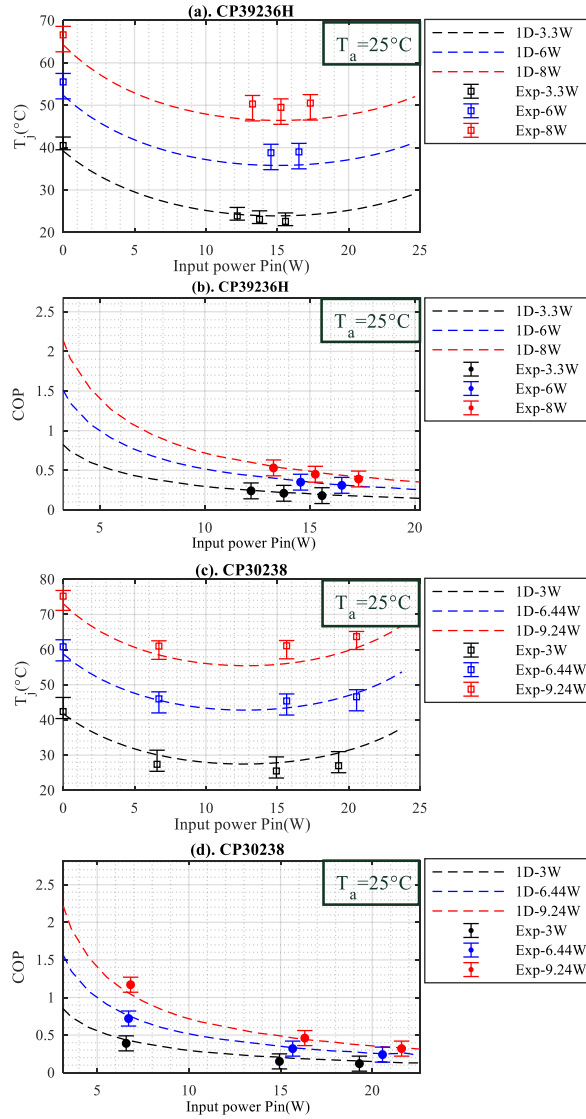 (a). CP39236H
70
60
50
40
30
20
0
5
10
15
20
25
T_j(°C)
Input power Pin(W)
T_a=25°C
1D-3.3W
1D-6W
1D-8W
Exp-3.3W
Exp-6W
Exp-8W
(b). CP39236H
2.5
2
1.5
1
0.5
0
5
10
15
20
COP
Input power Pin(W)
T_a=25°C
1D-3.3W
1D-6W
1D-8W
Exp-3.3W
Exp-6W
Exp-8W
(c). CP30238
80
70
60
50
40
30
20
0
5
10
15
20
25
T_j(°C)
Input power Pin(W)
T_a=25°C
1D-3W
1D-6.44W
1D-9.24W
Exp-3W
Exp-6.44W
Exp-9.24W
(d). CP30238
2.5
2
1.5
1
0.5
0
5
10
15
20
COP
Input power Pin(W)
T_a=25°C
1D-3W
1D-6.44W
1D-9.24W
Exp-3W
Exp-6.44W
Exp-9.24W